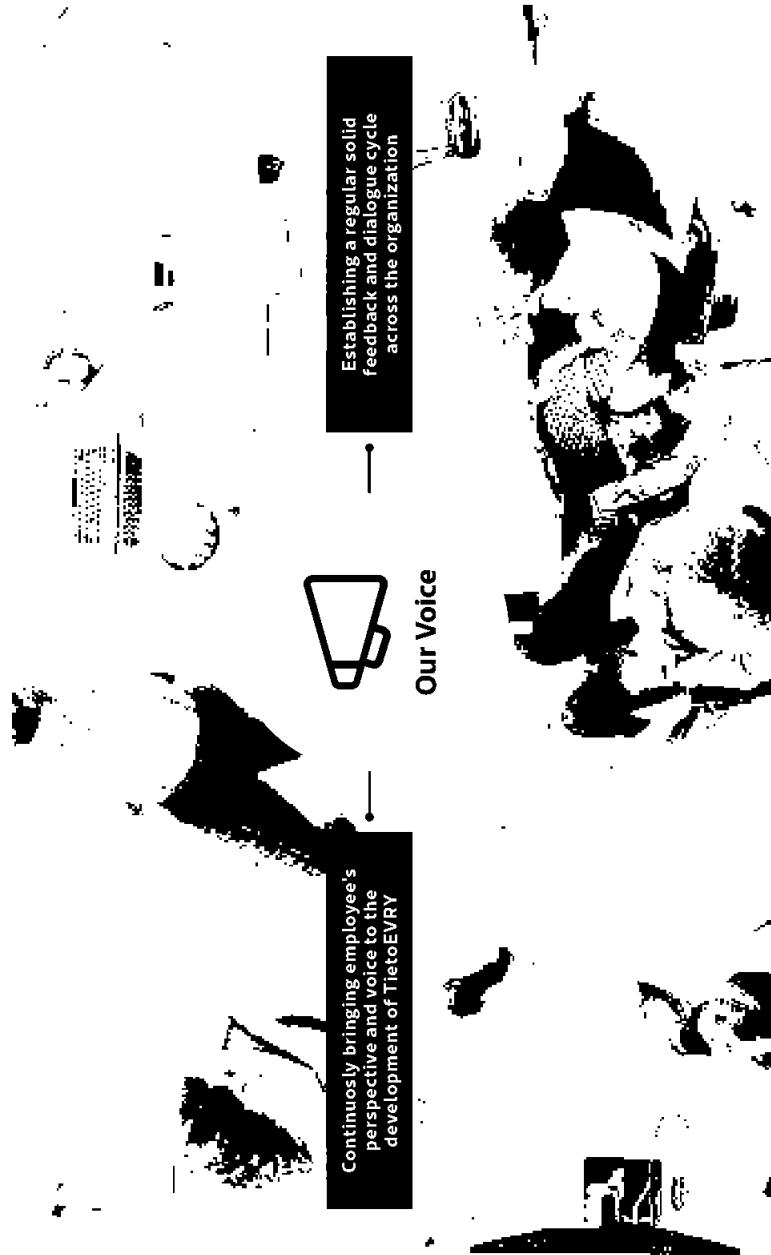 Continuosly bringing employee's
perspective and voice to the
development of TietoEVRY
Our Voice
Establishing a regular solid
feedback and dialogue cycle
across the organization